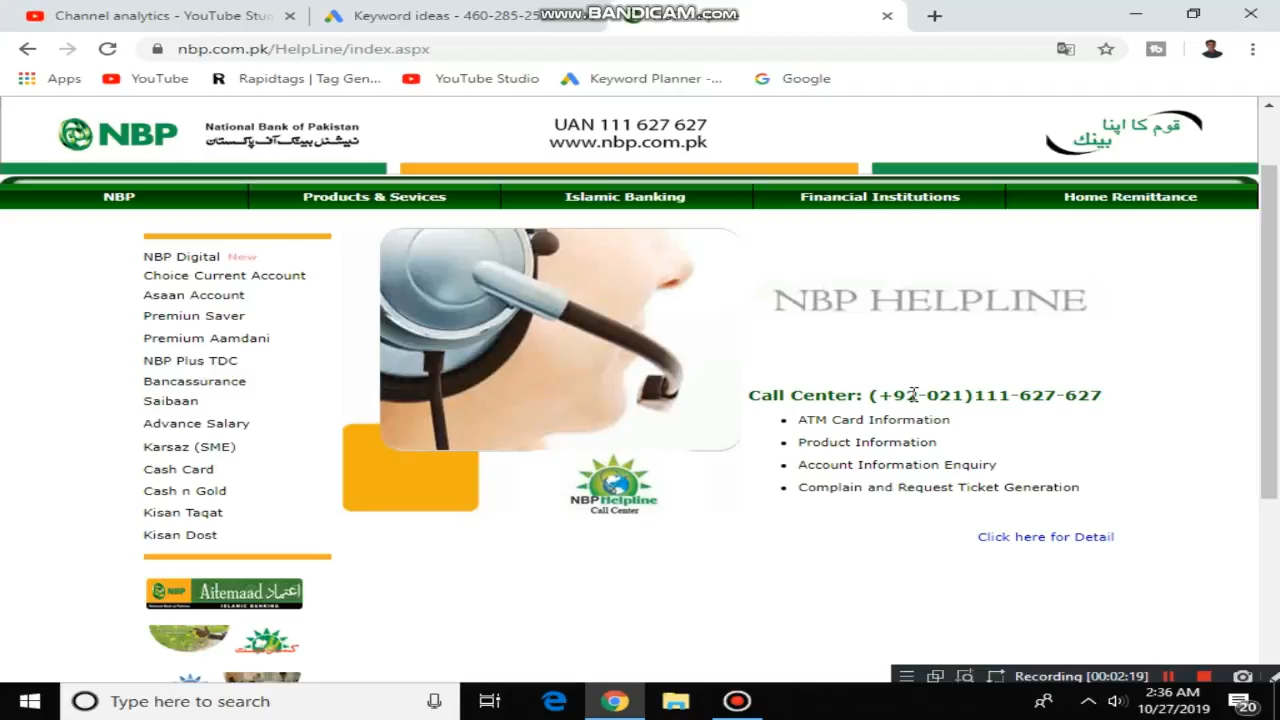 Channel analytics - YouTube Stu
Keyword ideas - 460-285-25
www.BANDICAM.com
nbp.com.pk/HelpLine/index.aspx
Apps
YouTube
Rapidtags | Tag Gen...
YouTube Studio
Keyword Planner -...
Google
NBP
National Bank of Pakistan
نیشنل بینک آف پاکستان
UAN 111 627 627
www.nbp.com.pk
قوم کا اپنا
بینک
NBP
Products & Sevices
Islamic Banking
Financial Institutions
Home Remittance
NBP Digital New
Choice Current Account
Asaan Account
Premiun Saver
Premium Aamdani
NBP Plus TDC
Bancassurance
Saibaan
Advance Salary
Karsaz (SME)
Cash Card
Cash n Gold
Kisan Taqat
Kisan Dost
NBP
Aitemaad اعتماد
ISLAMIC BANKING
NBP HELPLINE
Call Center: (+92-021)111-627-627
ATM Card Information
Product Information
Account Information Enquiry
Complain and Request Ticket Generation
Click here for Detail
NBP Helpline
Call Center
Recording [00:02:19]
Type here to search
2:36 AM
10/27/2019
20